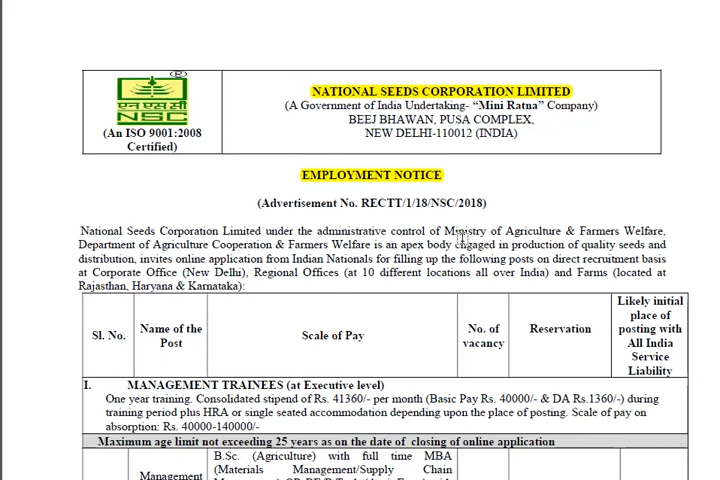 ®
एन एस सी
NSC
(An ISO 9001:2008
Certified)
NATIONAL SEEDS CORPORATION LIMITED
(A Government of India Undertaking- “Mini Ratna” Company)
BEEJ BHAWAN, PUSA COMPLEX,
NEW DELHI-110012 (INDIA)
EMPLOYMENT NOTICE
(Advertisement No. RECTT/1/18/NSC/2018)
National Seeds Corporation Limited under the administrative control of Ministry of Agriculture & Farmers Welfare,
Department of Agriculture Cooperation & Farmers Welfare is an apex body engaged in production of quality seeds and
distribution, invites online application from Indian Nationals for filling up the following posts on direct recruitment basis
at Corporate Office (New Delhi), Regional Offices (at 10 different locations all over India) and Farms (located at
Rajasthan, Haryana & Karnataka):
Sl. No.
Name of the
Post
Scale of Pay
No. of
vacancy
Reservation
Likely initial
place of
posting with
All India
Service
Liability
I. MANAGEMENT TRAINEES (at Executive level)
One year training. Consolidated stipend of Rs. 41360/- per month (Basic Pay Rs. 40000/- & DA Rs.1360/-) during
training period plus HRA or single seated accommodation depending upon the place of posting. Scale of pay on
absorption: Rs. 40000-140000/-
Maximum age limit not exceeding 25 years as on the date of closing of online application
Management
B.Sc. (Agriculture) with full time MBA
(Materials Management/Supply Chain